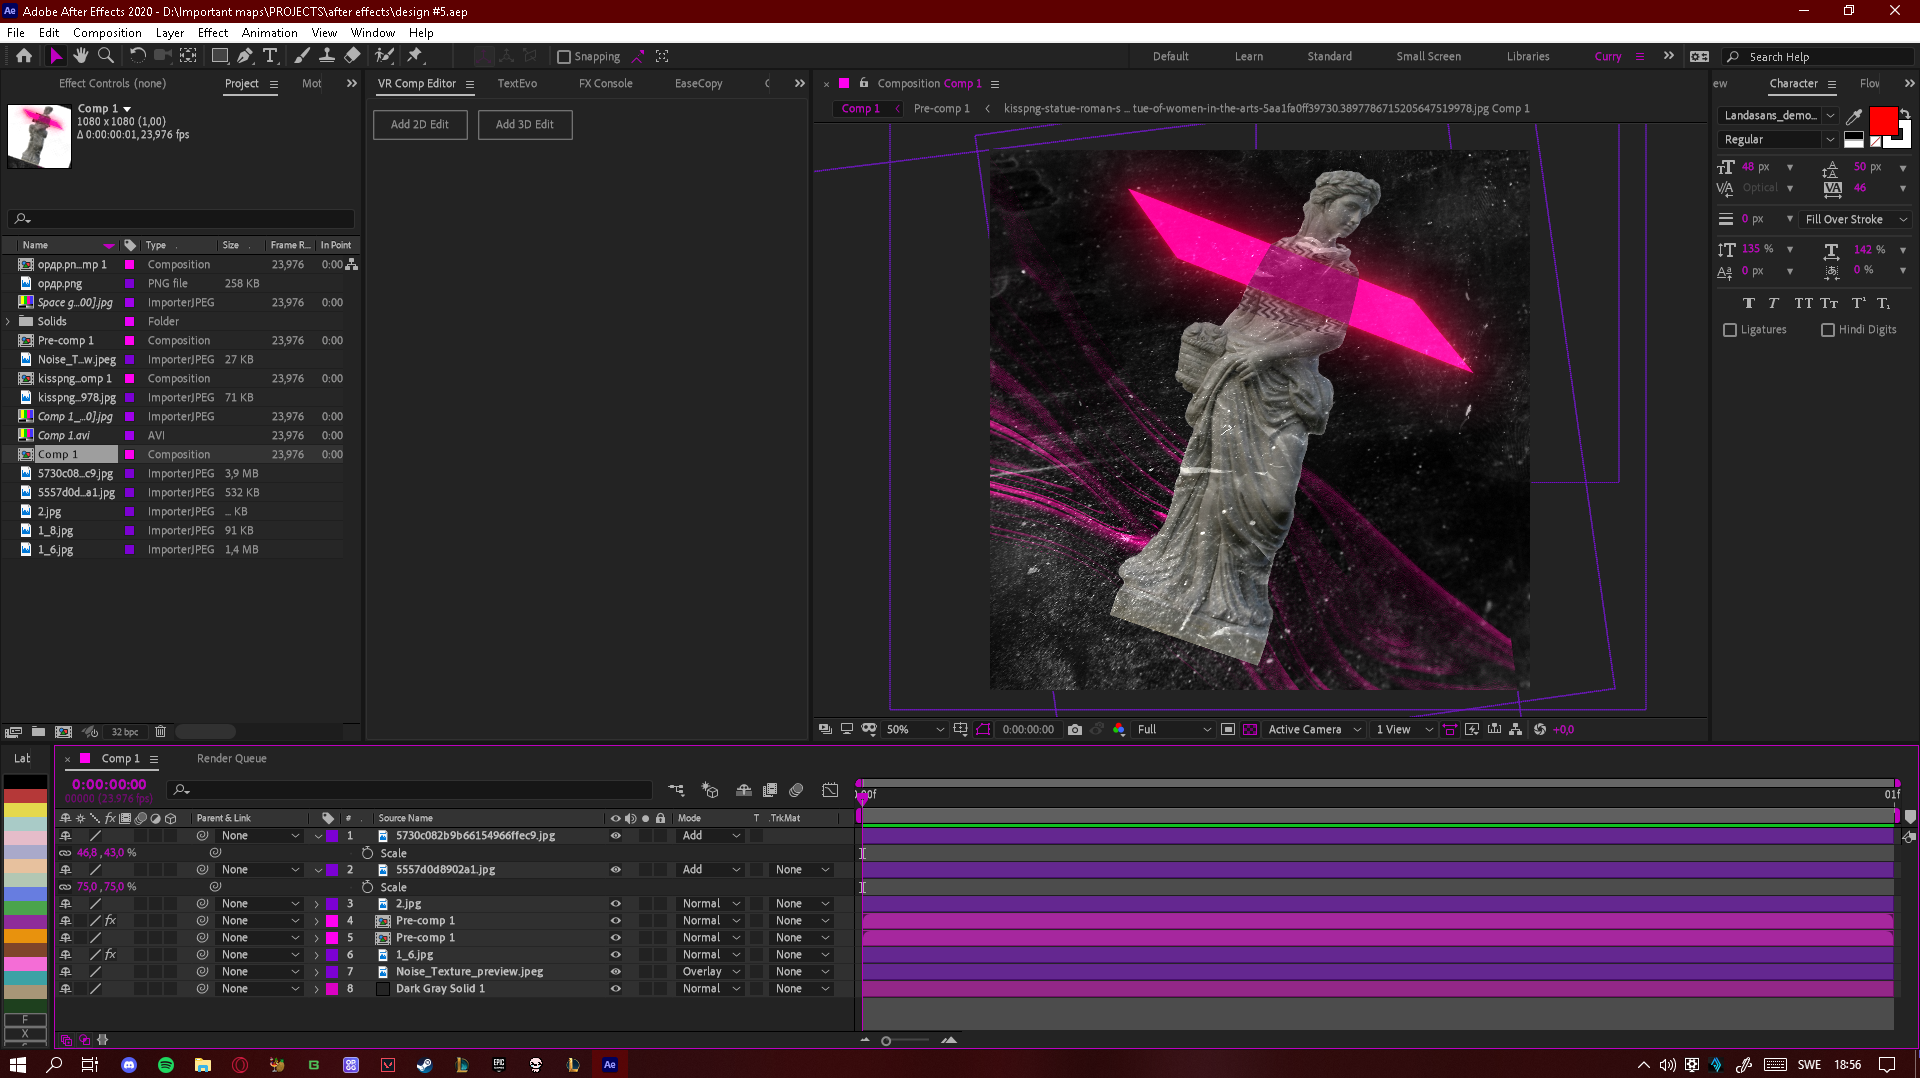 Adobe After Effects 2020 - D:\Important maps\PROJECTS\after effects\design #5.aep
File Edit Composition Layer Effect Animation View Window Help
Snapping
Default Learn Standard Small Screen Libraries Curry
Search Help
Effect Controls (none) Project Mot
Comp 1
1080 x 1080 (1,00)
Δ 0:00:00:01, 23,976 fps
Name Type Size Frame R... In Point
ордр.pn...mp 1 Composition 23,976 0:00
ордр.png PNG file 258 KB
Space g...00].jpg ImporterJPEG 23,976 0:00
Solids Folder
Pre-comp 1 Composition 23,976 0:00
Noise_T...w.jpeg ImporterJPEG 27 KB
kisspng...omp 1 Composition 23,976 0:00
kisspng...978.jpg ImporterJPEG 71 KB
Comp 1_...0].jpg ImporterJPEG 23,976 0:00
Comp 1.avi AVI 23,976 0:00
Comp 1 Composition 23,976 0:00
5730c08...c9.jpg ImporterJPEG 3,9 MB
5557d0d...a1.jpg ImporterJPEG 532 KB
2.jpg ImporterJPEG ... KB
1_8.jpg ImporterJPEG 91 KB
1_6.jpg ImporterJPEG 1,4 MB
32 bpc
VR Comp Editor TextEvo FX Console EaseCopy
Add 2D Edit Add 3D Edit
Composition Comp 1
Comp 1 Pre-comp 1 kisspng-statue-roman-s ... tue-of-women-in-the-arts-5aa1fa0ff39730.3897786715205647519978.jpg Comp 1
50% 0:00:00:00 Full Active Camera 1 View +0,0
ew Character Flov
Landasans_demo...
Regular
48 px 50 px
Optical 46
0 px Fill Over Stroke
135 % 142 %
0 px 0 %
T T TT Tт T¹ T₁
Ligatures Hindi Digits
Lab
F
X
Comp 1 Render Queue
0:00:00:00
00000 (23.976 fps)
:00f 01f
Parent & Link # Source Name Mode T .TrkMat
None 1 5730c082b9b66154966ffec9.jpg Add
46,8, 43,0 % Scale
None 2 5557d0d8902a1.jpg Add None
75,0, 75,0 % Scale
None 3 2.jpg Normal None
fx None 4 Pre-comp 1 Normal None
None 5 Pre-comp 1 Normal None
fx None 6 1_6.jpg Normal None
None 7 Noise_Texture_preview.jpeg Overlay None
None 8 Dark Gray Solid 1 Normal None
SWE 18:56